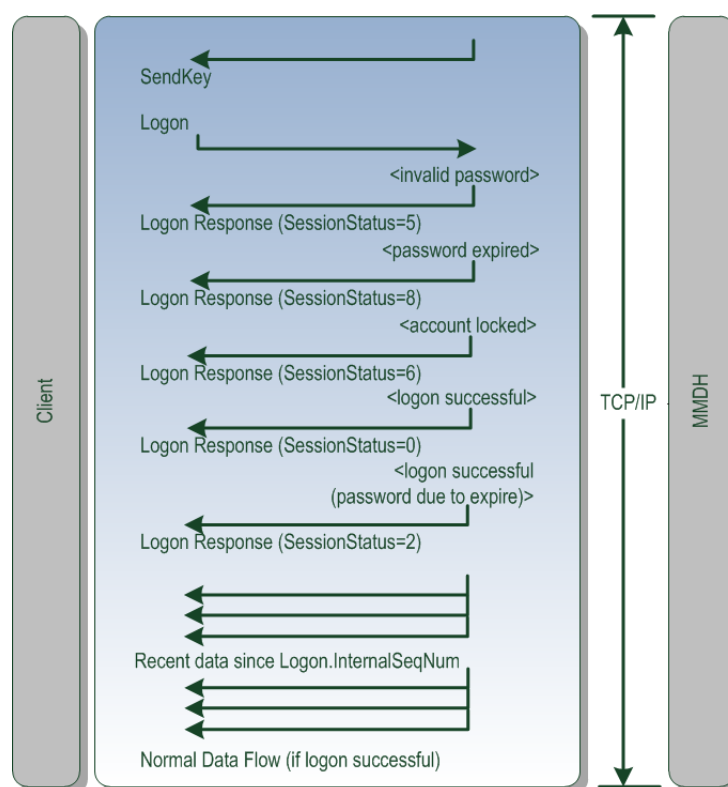 SendKey
Logon
<invalid password>
Logon Response (SessionStatus=5)
<password expired>
Logon Response (SessionStatus=8)
<account locked>
Logon Response (SessionStatus=6)
<logon successful>
Logon Response (SessionStatus=0)
<logon successful
(password due to expire)>
Logon Response (SessionStatus=2)
Recent data since Logon.InternalSeqNum
Normal Data Flow (if logon successful)
Client
TCP/IP
MMDH